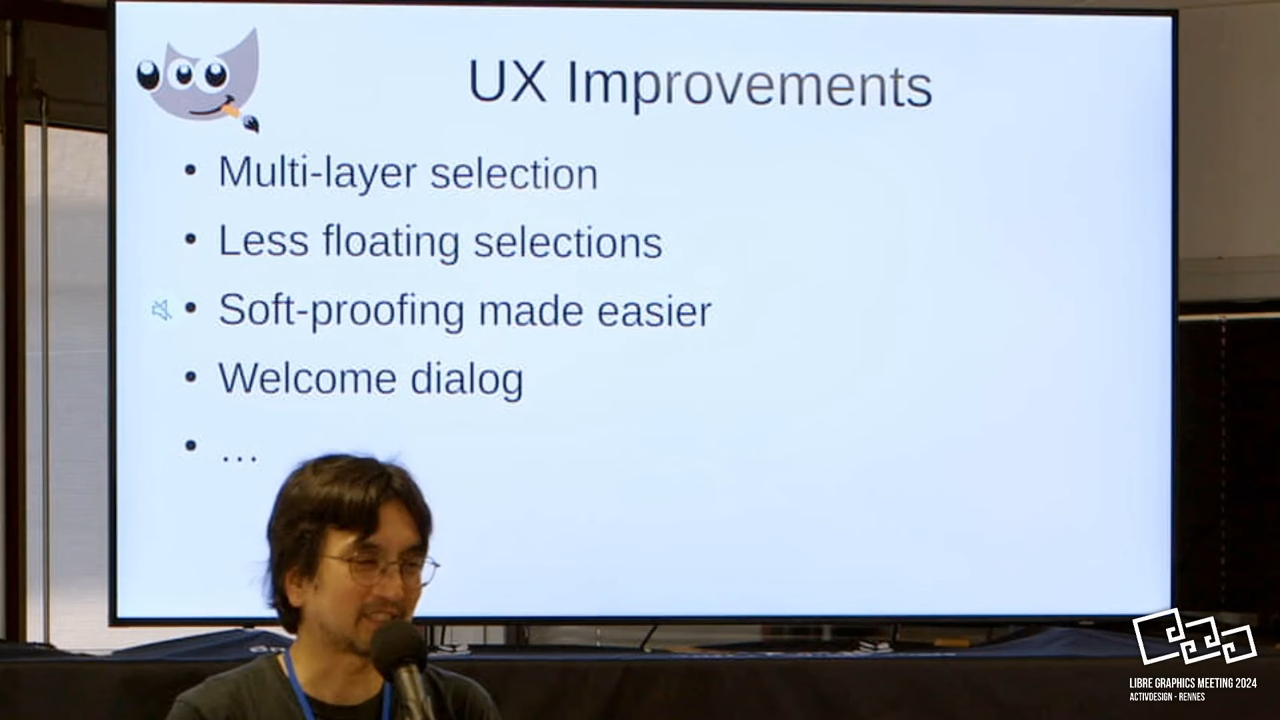 UX Improvements
• Multi-layer selection
• Less floating selections
• Soft-proofing made easier
• Welcome dialog
• ...
LIBRE GRAPHICS MEETING 2024
ACTIVDESIGN - RENNES